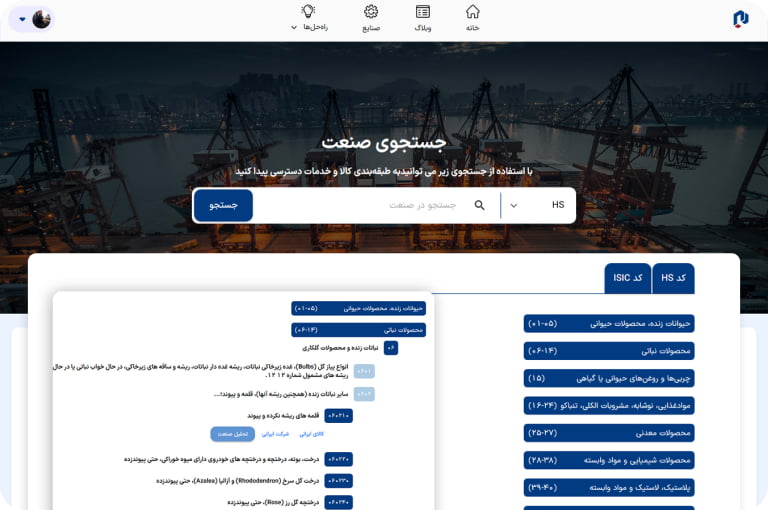 خانه
وبلاگ
صنایع
راه‌حل‌ها
جستجوی صنعت
با استفاده از جستجوی زیر می توانیدبه طبقه‌بندی کالا و خدمات دسترسی پیدا کنید
HS
جستجو در صنعت
جستجو
کد HS
کد ISIC
حیوانات زنده، محصولات حیوانی (۰۱-۰۵)
محصولات نباتی (۰۶-۱۴)
چربی‌ها و روغن‌های حیوانی یا گیاهی (۱۵)
موادغذایی، نوشابه، مشروبات الکلی، تنباکو (۱۶-۲۴)
محصولات معدنی (۲۵-۲۷)
محصولات شیمیایی و مواد وابسته (۲۸-۳۸)
پلاستیک، لاستیک و مواد وابسته (۳۹-۴۰)
حیوانات زنده، محصولات حیوانی (۰۱-۰۵)
محصولات نباتی (۰۶-۱۴)
۰۶ نباتات زنده و محصولات گلکاری
۰۶۰۱ انواع پیاز گل (Bulbs)، غده زیرخاکی نباتات، ریشه غده دار نباتات، ریشه و ساقه های زیرخاکی، در حال خواب نباتی یا در حال
ریشه های مشمول شماره ۱۲ ۱۲.
۰۶۰۲ سایر نباتات زنده (همچنین ریشه آنها)، قلمه و پیوند؛...
۰۶۰۲۱۰ قلمه های ریشه نکرده و پیوند
کالای ایرانی
شرکت ایرانی
تحلیل صنعت
۰۶۰۲۲۰ درخت، بوته، درختچه و درختچه های خودروی دارای میوه خوراکی، حتی پیوندزده
۰۶۰۲۳۰ درخت گل سرخ (Rhododendron) و آزالیا (Azalea)، حتی پیوندزده
۰۶۰۲۴۰ درختچه گل رز (Rose)، حتی پیوندزده